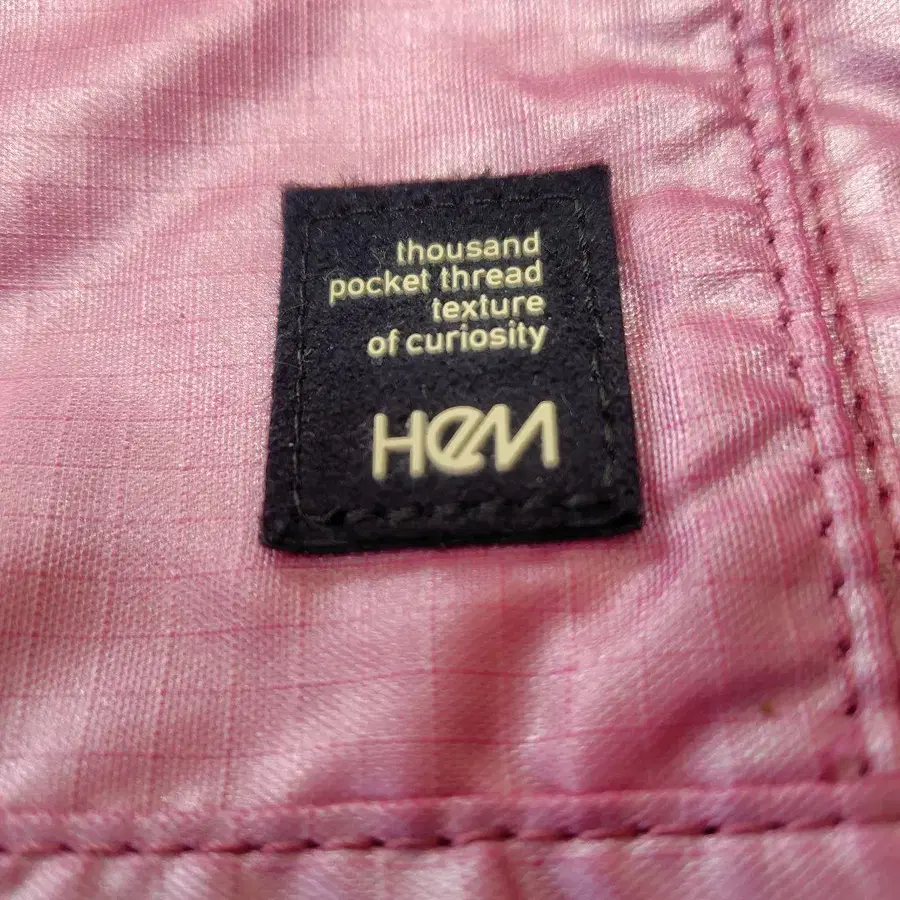 thousand
pocket thread
texture
of curiosity
HeM